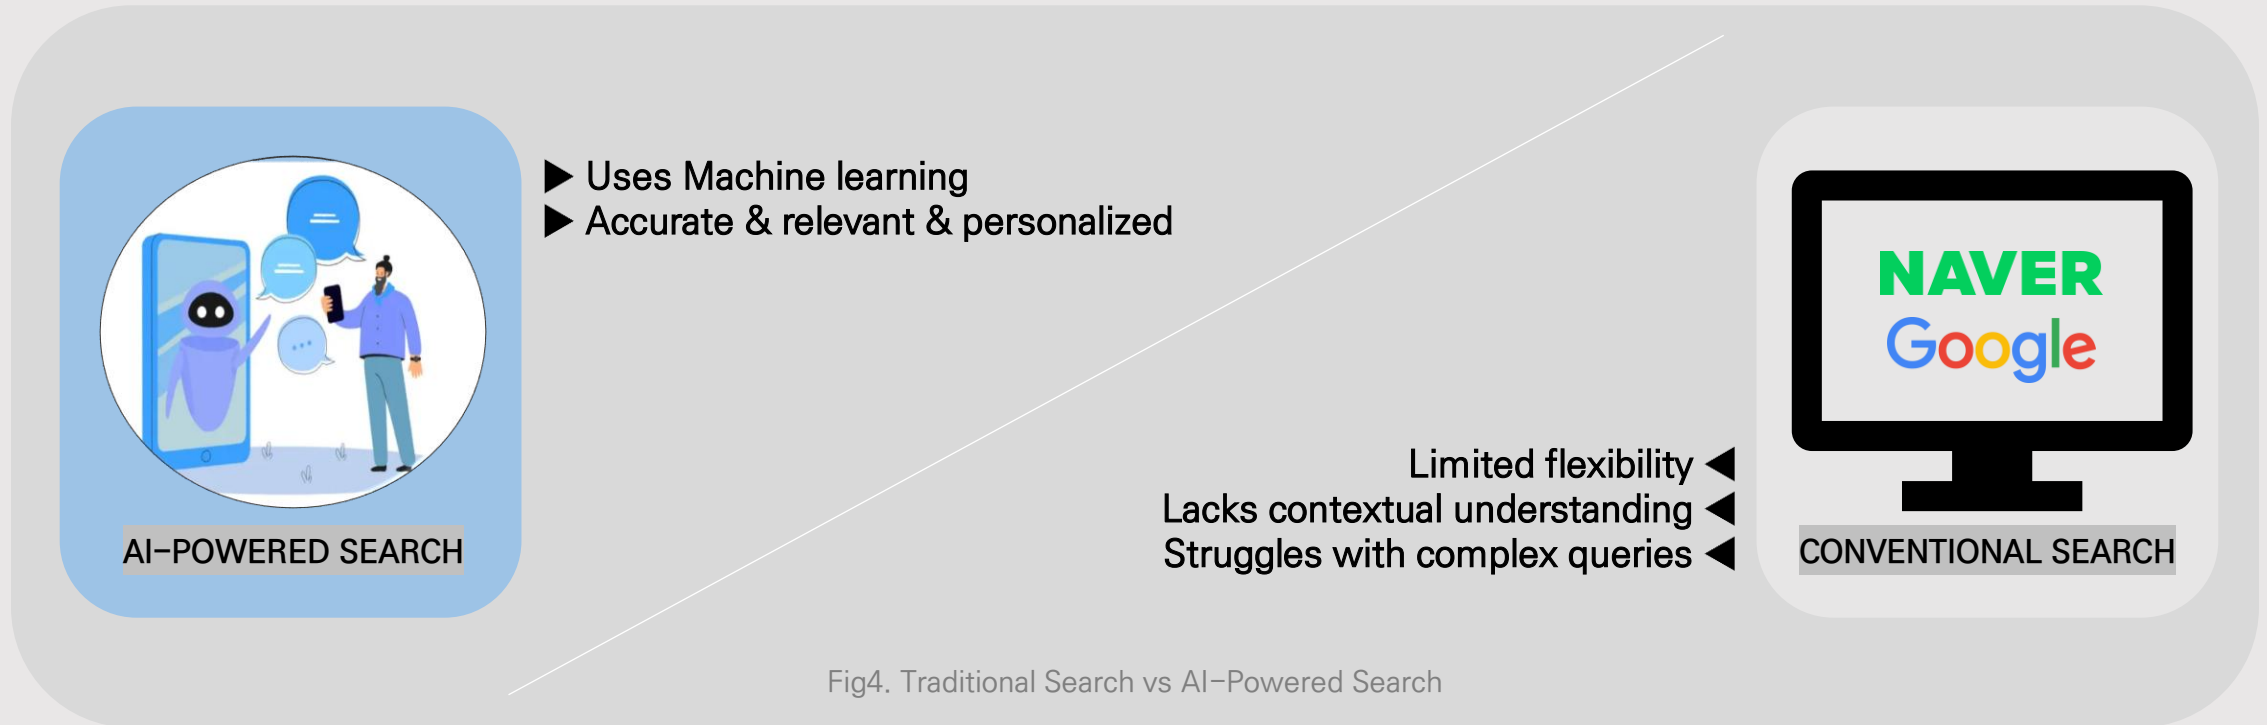 ▶ Uses Machine learning
▶ Accurate & relevant & personalized
AI-POWERED SEARCH
NAVER
Google
Limited flexibility ◀
Lacks contextual understanding ◀
Struggles with complex queries ◀
CONVENTIONAL SEARCH
Fig4. Traditional Search vs AI-Powered Search